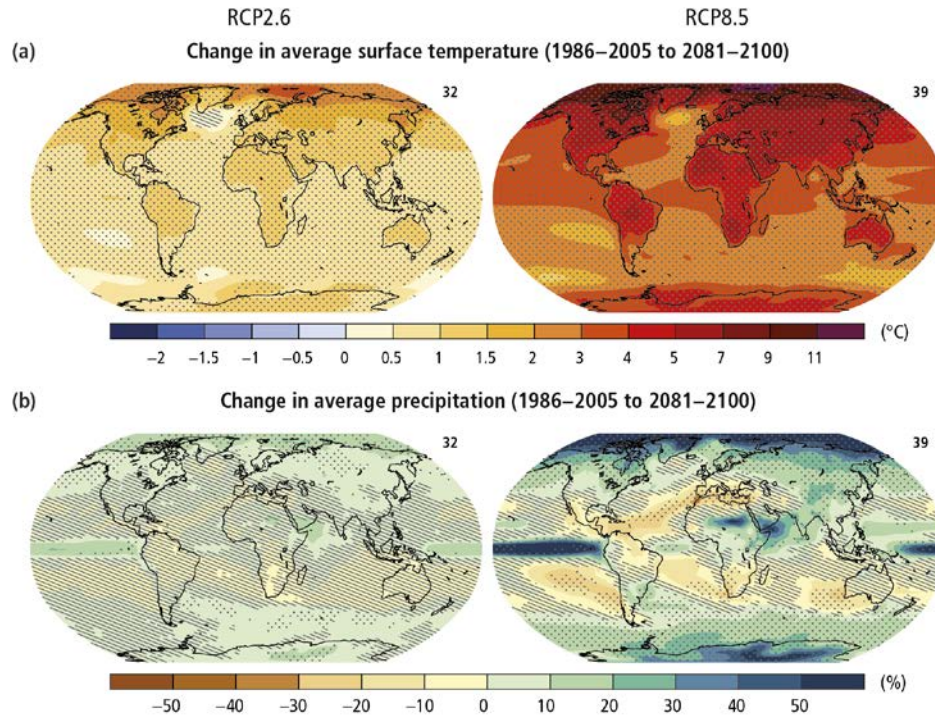 RCP2.6 RCP8.5
(a) Change in average surface temperature (1986–2005 to 2081–2100)
32 39
(°C)
−2 −1.5 −1 −0.5 0 0.5 1 1.5 2 3 4 5 7 9 11
(b) Change in average precipitation (1986–2005 to 2081–2100)
32 39
(%)
−50 −40 −30 −20 −10 0 10 20 30 40 50